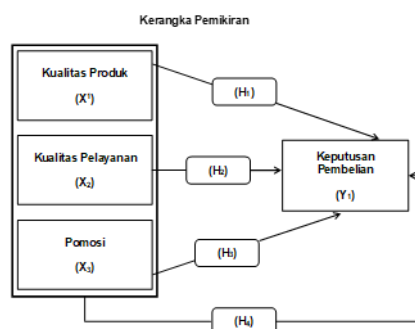 Kerangka Pemikiran
Kualitas Produk
(X¹)
(H₁)
Kualitas Pelayanan
(X₂)
(H₂)
Keputusan
Pembelian
(Y₁)
Pomosi
(X₃)
(H₃)
(H₄)